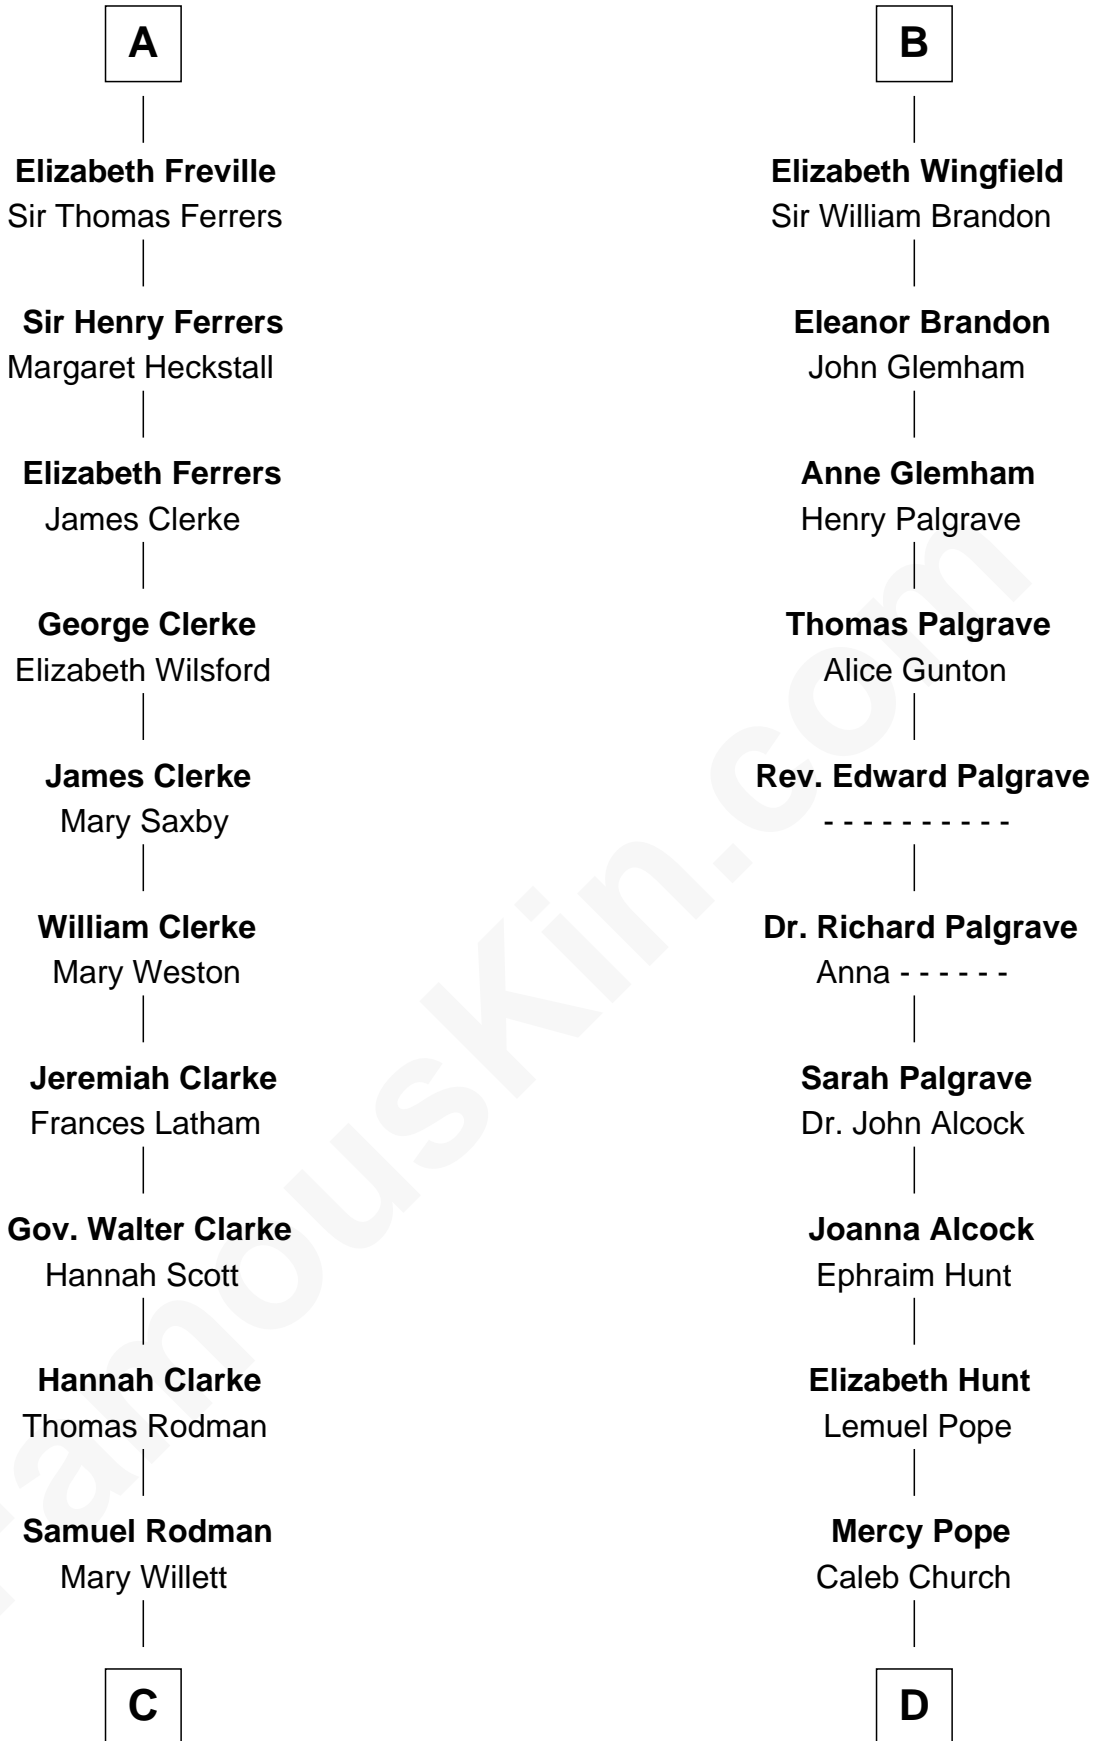 A
Elizabeth Freville
Sir Thomas Ferrers
Sir Henry Ferrers
Margaret Heckstall
Elizabeth Ferrers
James Clerke
George Clerke
Elizabeth Wilsford
James Clerke
Mary Saxby
William Clerke
Mary Weston
Jeremiah Clarke
Frances Latham
Gov. Walter Clarke
Hannah Scott
Hannah Clarke
Thomas Rodman
Samuel Rodman
Mary Willett
C
B
Elizabeth Wingfield
Sir William Brandon
Eleanor Brandon
John Glemham
Anne Glemham
Henry Palgrave
Thomas Palgrave
Alice Gunton
Rev. Edward Palgrave
- - - - - - - - - -
Dr. Richard Palgrave
Anna - - - - - -
Sarah Palgrave
Dr. John Alcock
Joanna Alcock
Ephraim Hunt
Elizabeth Hunt
Lemuel Pope
Mercy Pope
Caleb Church
D
FamousKin.com